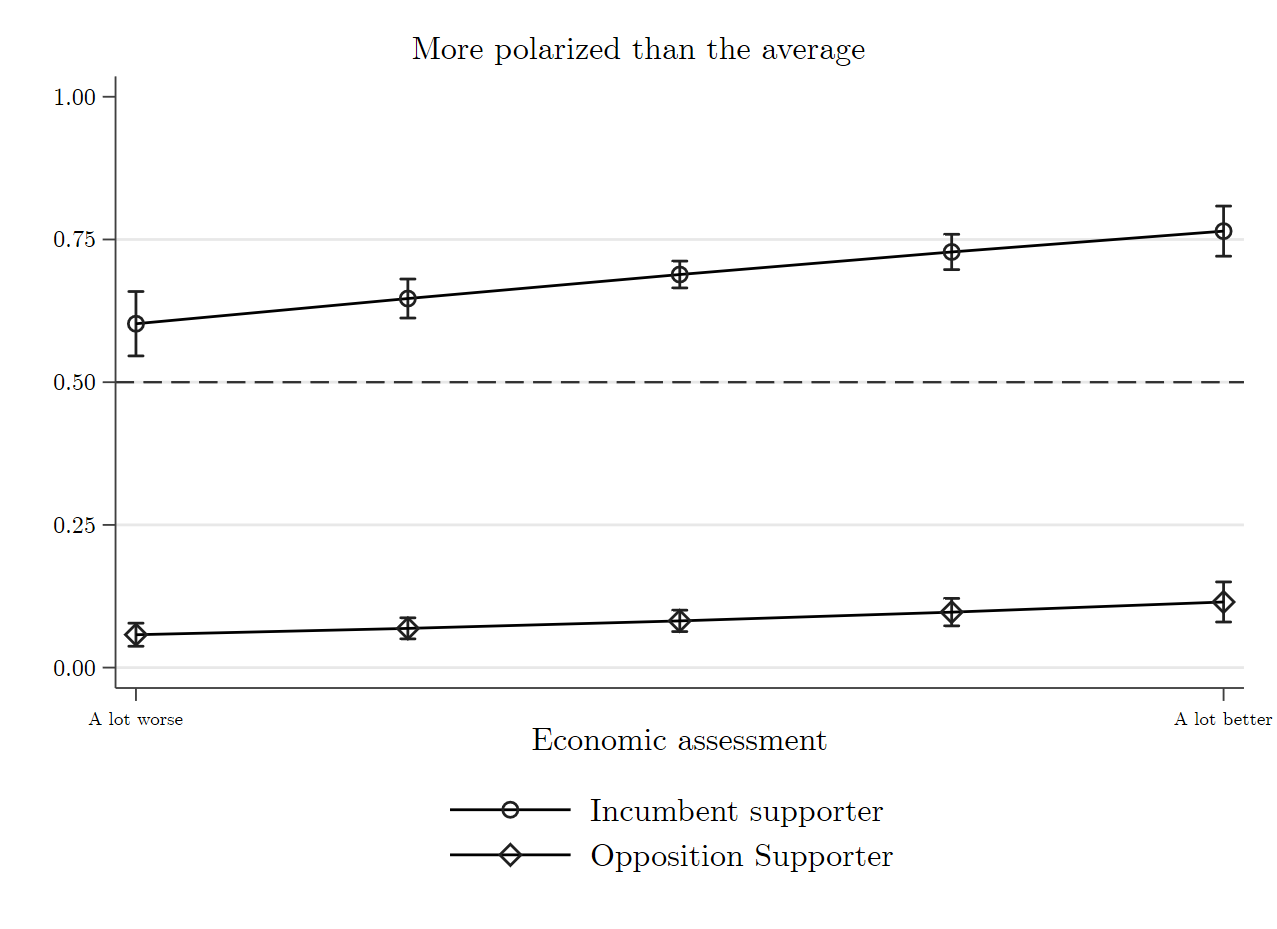 More polarized than the average
1.00
0.75
0.50
0.25
0.00
A lot worse
A lot better
Economic assessment
Incumbent supporter
Opposition Supporter